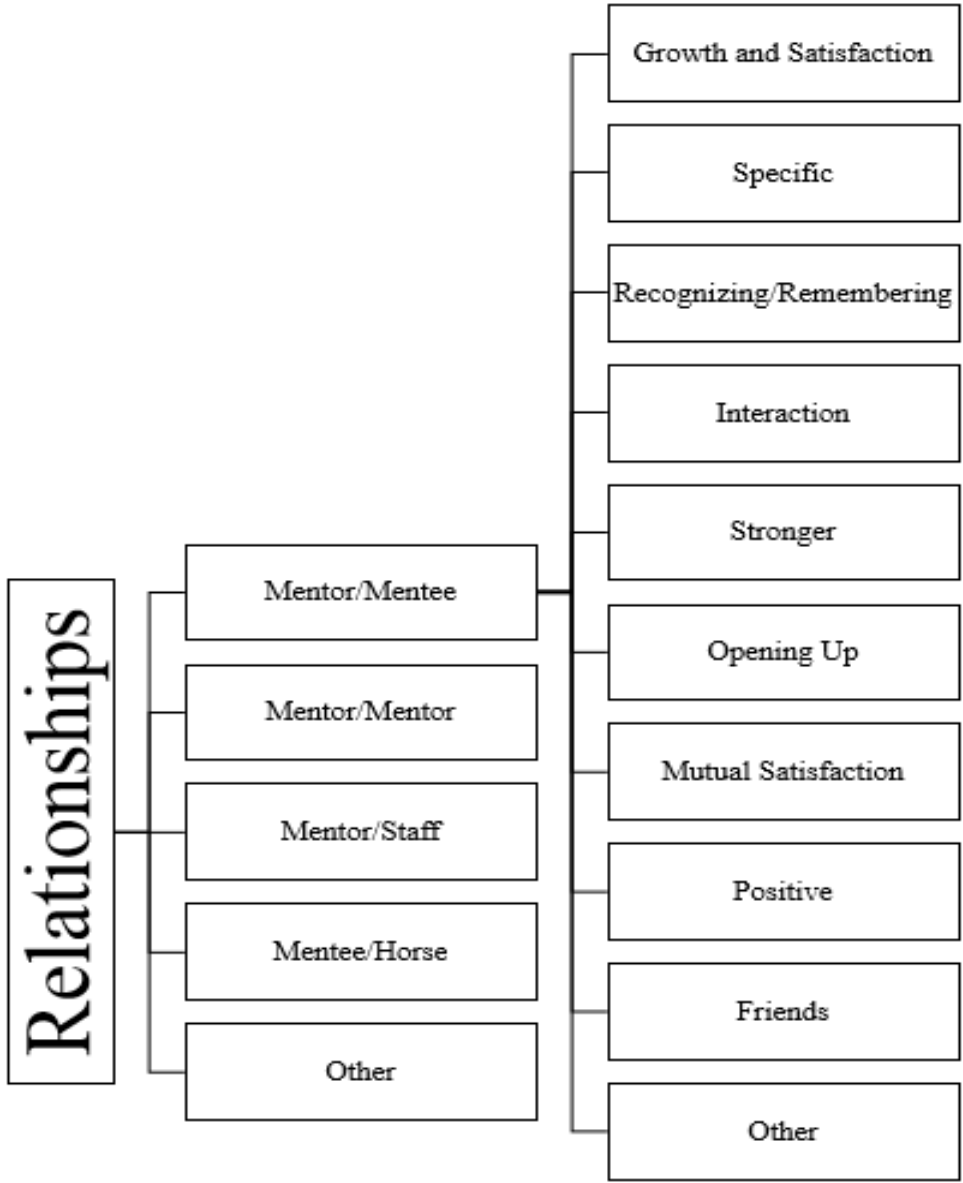 Relationships
Mentor/Mentee
Mentor/Mentor
Mentor/Staff
Mentee/Horse
Other
Growth and Satisfaction
Specific
Recognizing/Remembering
Interaction
Stronger
Opening Up
Mutual Satisfaction
Positive
Friends
Other